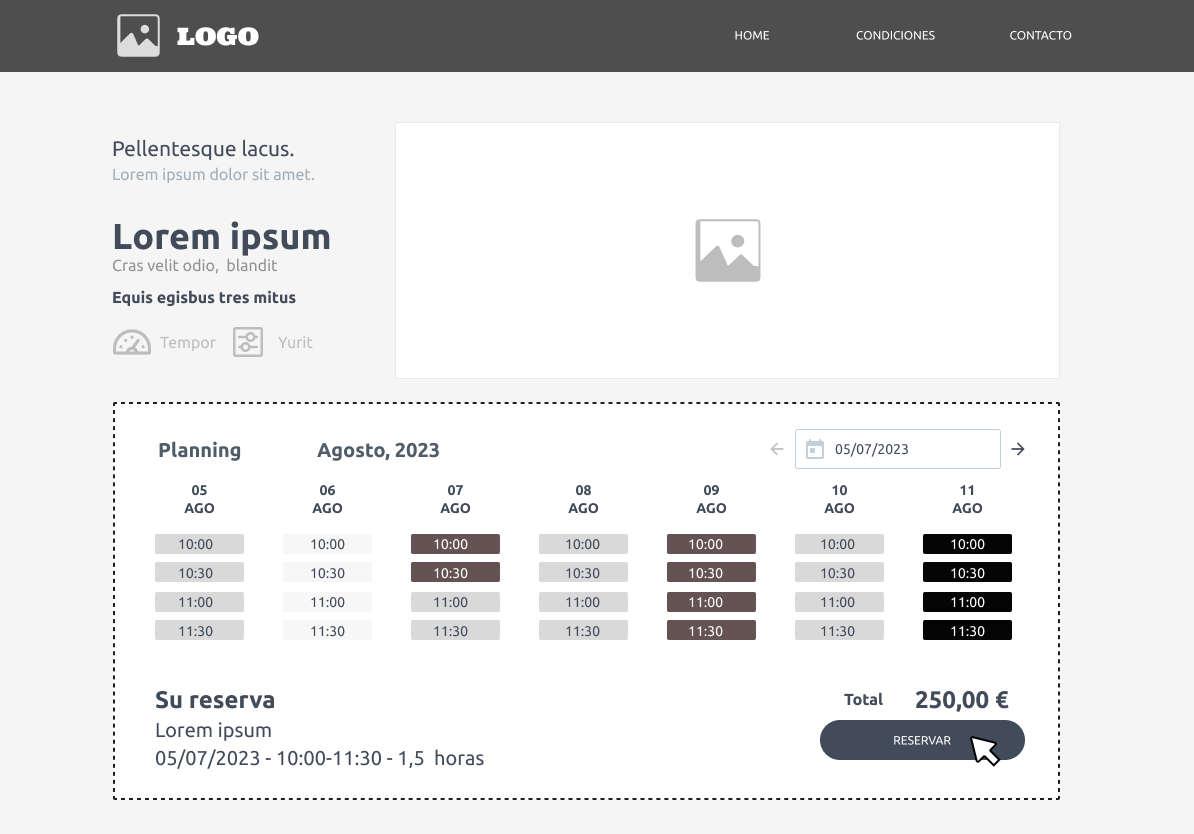 LOGO
HOME CONDICIONES CONTACTO
Pellentesque lacus.
Lorem ipsum dolor sit amet.
Lorem ipsum
Cras velit odio,  blandit
Equis egisbus tres mitus
Tempor Yurit
Planning Agosto, 2023 05/07/2023
05 06 07 08 09 10 11
AGO AGO AGO AGO AGO AGO AGO
10:00 10:00 10:00 10:00 10:00 10:00 10:00
10:30 10:30 10:30 10:30 10:30 10:30 10:30
11:00 11:00 11:00 11:00 11:00 11:00 11:00
11:30 11:30 11:30 11:30 11:30 11:30 11:30
Su reserva
Total 250,00 €
Lorem ipsum
RESERVAR
05/07/2023 - 10:00-11:30 - 1,5  horas